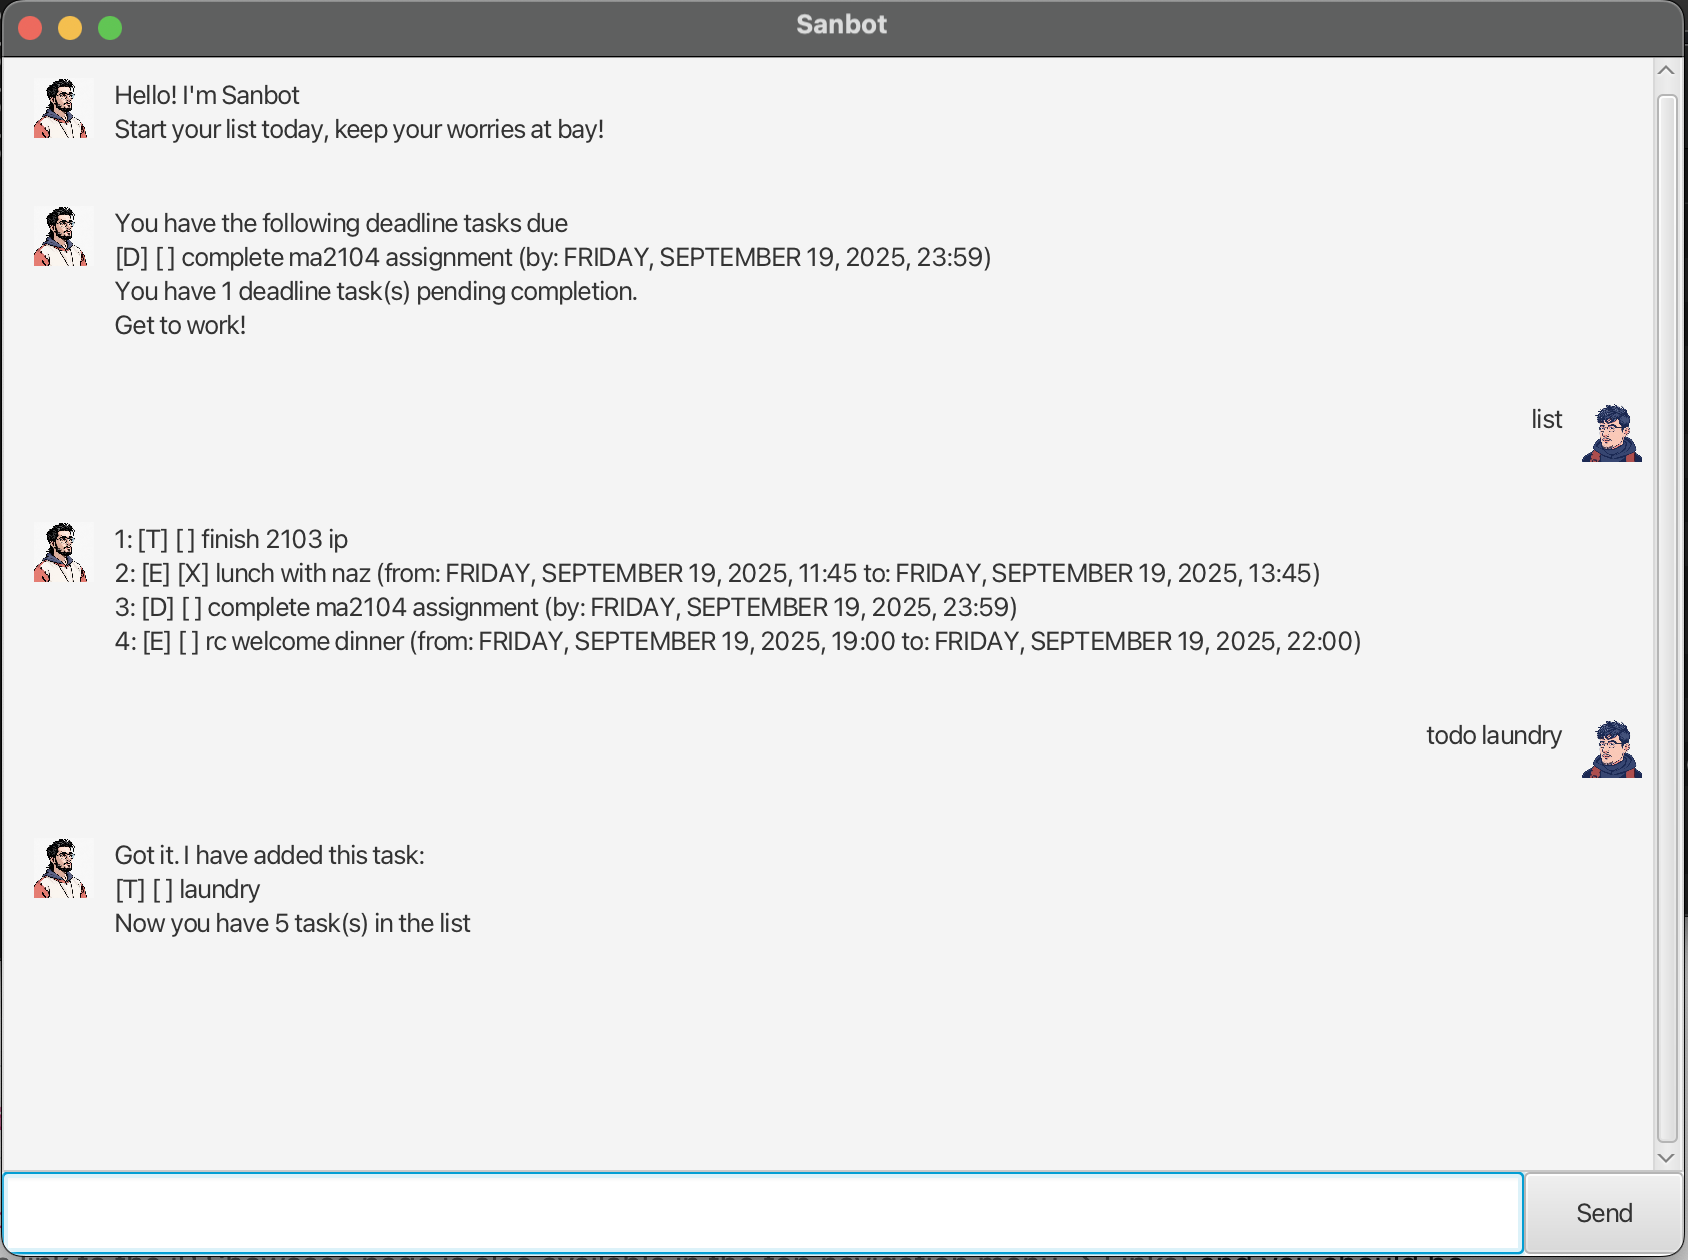 Sanbot
Hello! I'm Sanbot
Start your list today, keep your worries at bay!
You have the following deadline tasks due
[D] [ ] complete ma2104 assignment (by: FRIDAY, SEPTEMBER 19, 2025, 23:59)
You have 1 deadline task(s) pending completion.
Get to work!
list
1: [T] [ ] finish 2103 ip
2: [E] [X] lunch with naz (from: FRIDAY, SEPTEMBER 19, 2025, 11:45 to: FRIDAY, SEPTEMBER 19, 2025, 13:45)
3: [D] [ ] complete ma2104 assignment (by: FRIDAY, SEPTEMBER 19, 2025, 23:59)
4: [E] [ ] rc welcome dinner (from: FRIDAY, SEPTEMBER 19, 2025, 19:00 to: FRIDAY, SEPTEMBER 19, 2025, 22:00)
todo laundry
Got it. I have added this task:
[T] [ ] laundry
Now you have 5 task(s) in the list
Send